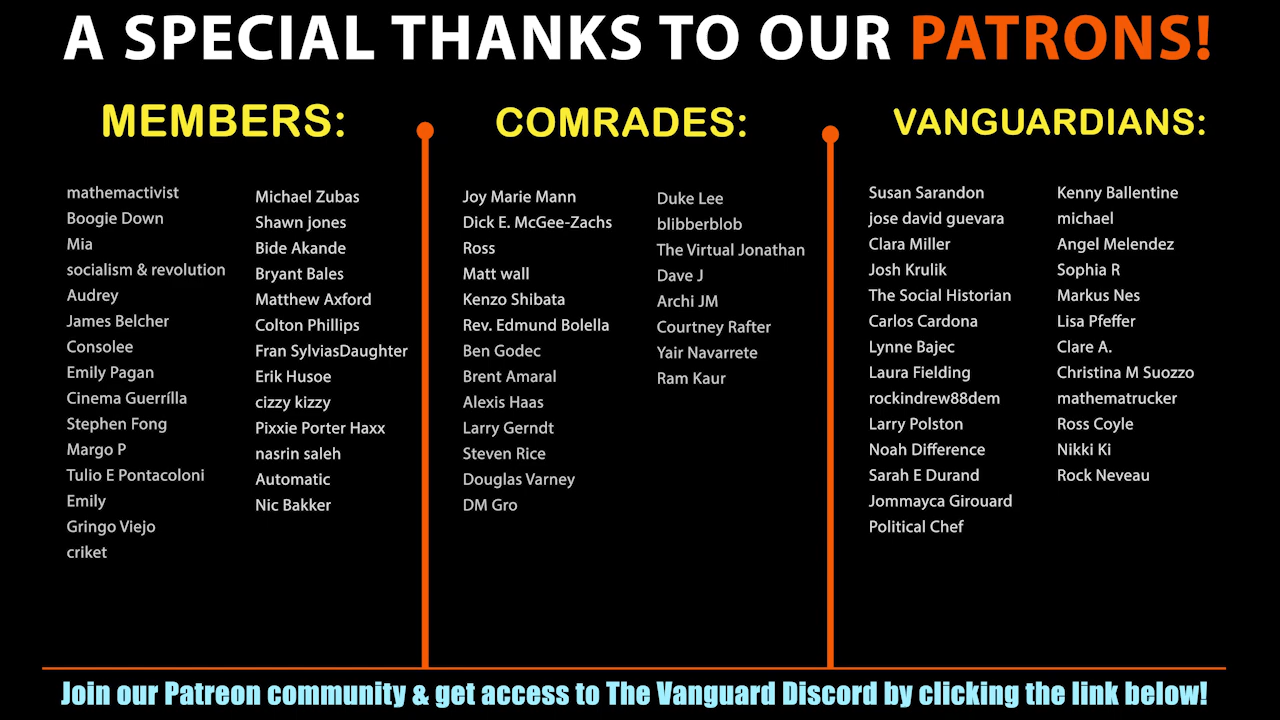 A SPECIAL THANKS TO OUR PATRONS!
MEMBERS:
mathemactivist
Boogie Down
Mia
socialism & revolution
Audrey
James Belcher
Consolee
Emily Pagan
Cinema Guerrílla
Stephen Fong
Margo P
Tulio E Pontacoloni
Emily
Gringo Viejo
criket
Michael Zubas
Shawn jones
Bide Akande
Bryant Bales
Matthew Axford
Colton Phillips
Fran SylviasDaughter
Erik Husoe
cizzy kizzy
Pixxie Porter Haxx
nasrin saleh
Automatic
Nic Bakker
COMRADES:
Joy Marie Mann
Dick E. McGee-Zachs
Ross
Matt wall
Kenzo Shibata
Rev. Edmund Bolella
Ben Godec
Brent Amaral
Alexis Haas
Larry Gerndt
Steven Rice
Douglas Varney
DM Gro
Duke Lee
blibberblob
The Virtual Jonathan
Dave J
Archi JM
Courtney Rafter
Yair Navarrete
Ram Kaur
VANGUARDIANS:
Susan Sarandon
jose david guevara
Clara Miller
Josh Krulik
The Social Historian
Carlos Cardona
Lynne Bajec
Laura Fielding
rockindrew88dem
Larry Polston
Noah Difference
Sarah E Durand
Jommayca Girouard
Political Chef
Kenny Ballentine
michael
Angel Melendez
Sophia R
Markus Nes
Lisa Pfeffer
Clare A.
Christina M Suozzo
mathematrucker
Ross Coyle
Nikki Ki
Rock Neveau
Join our Patreon community & get access to The Vanguard Discord by clicking the link below!